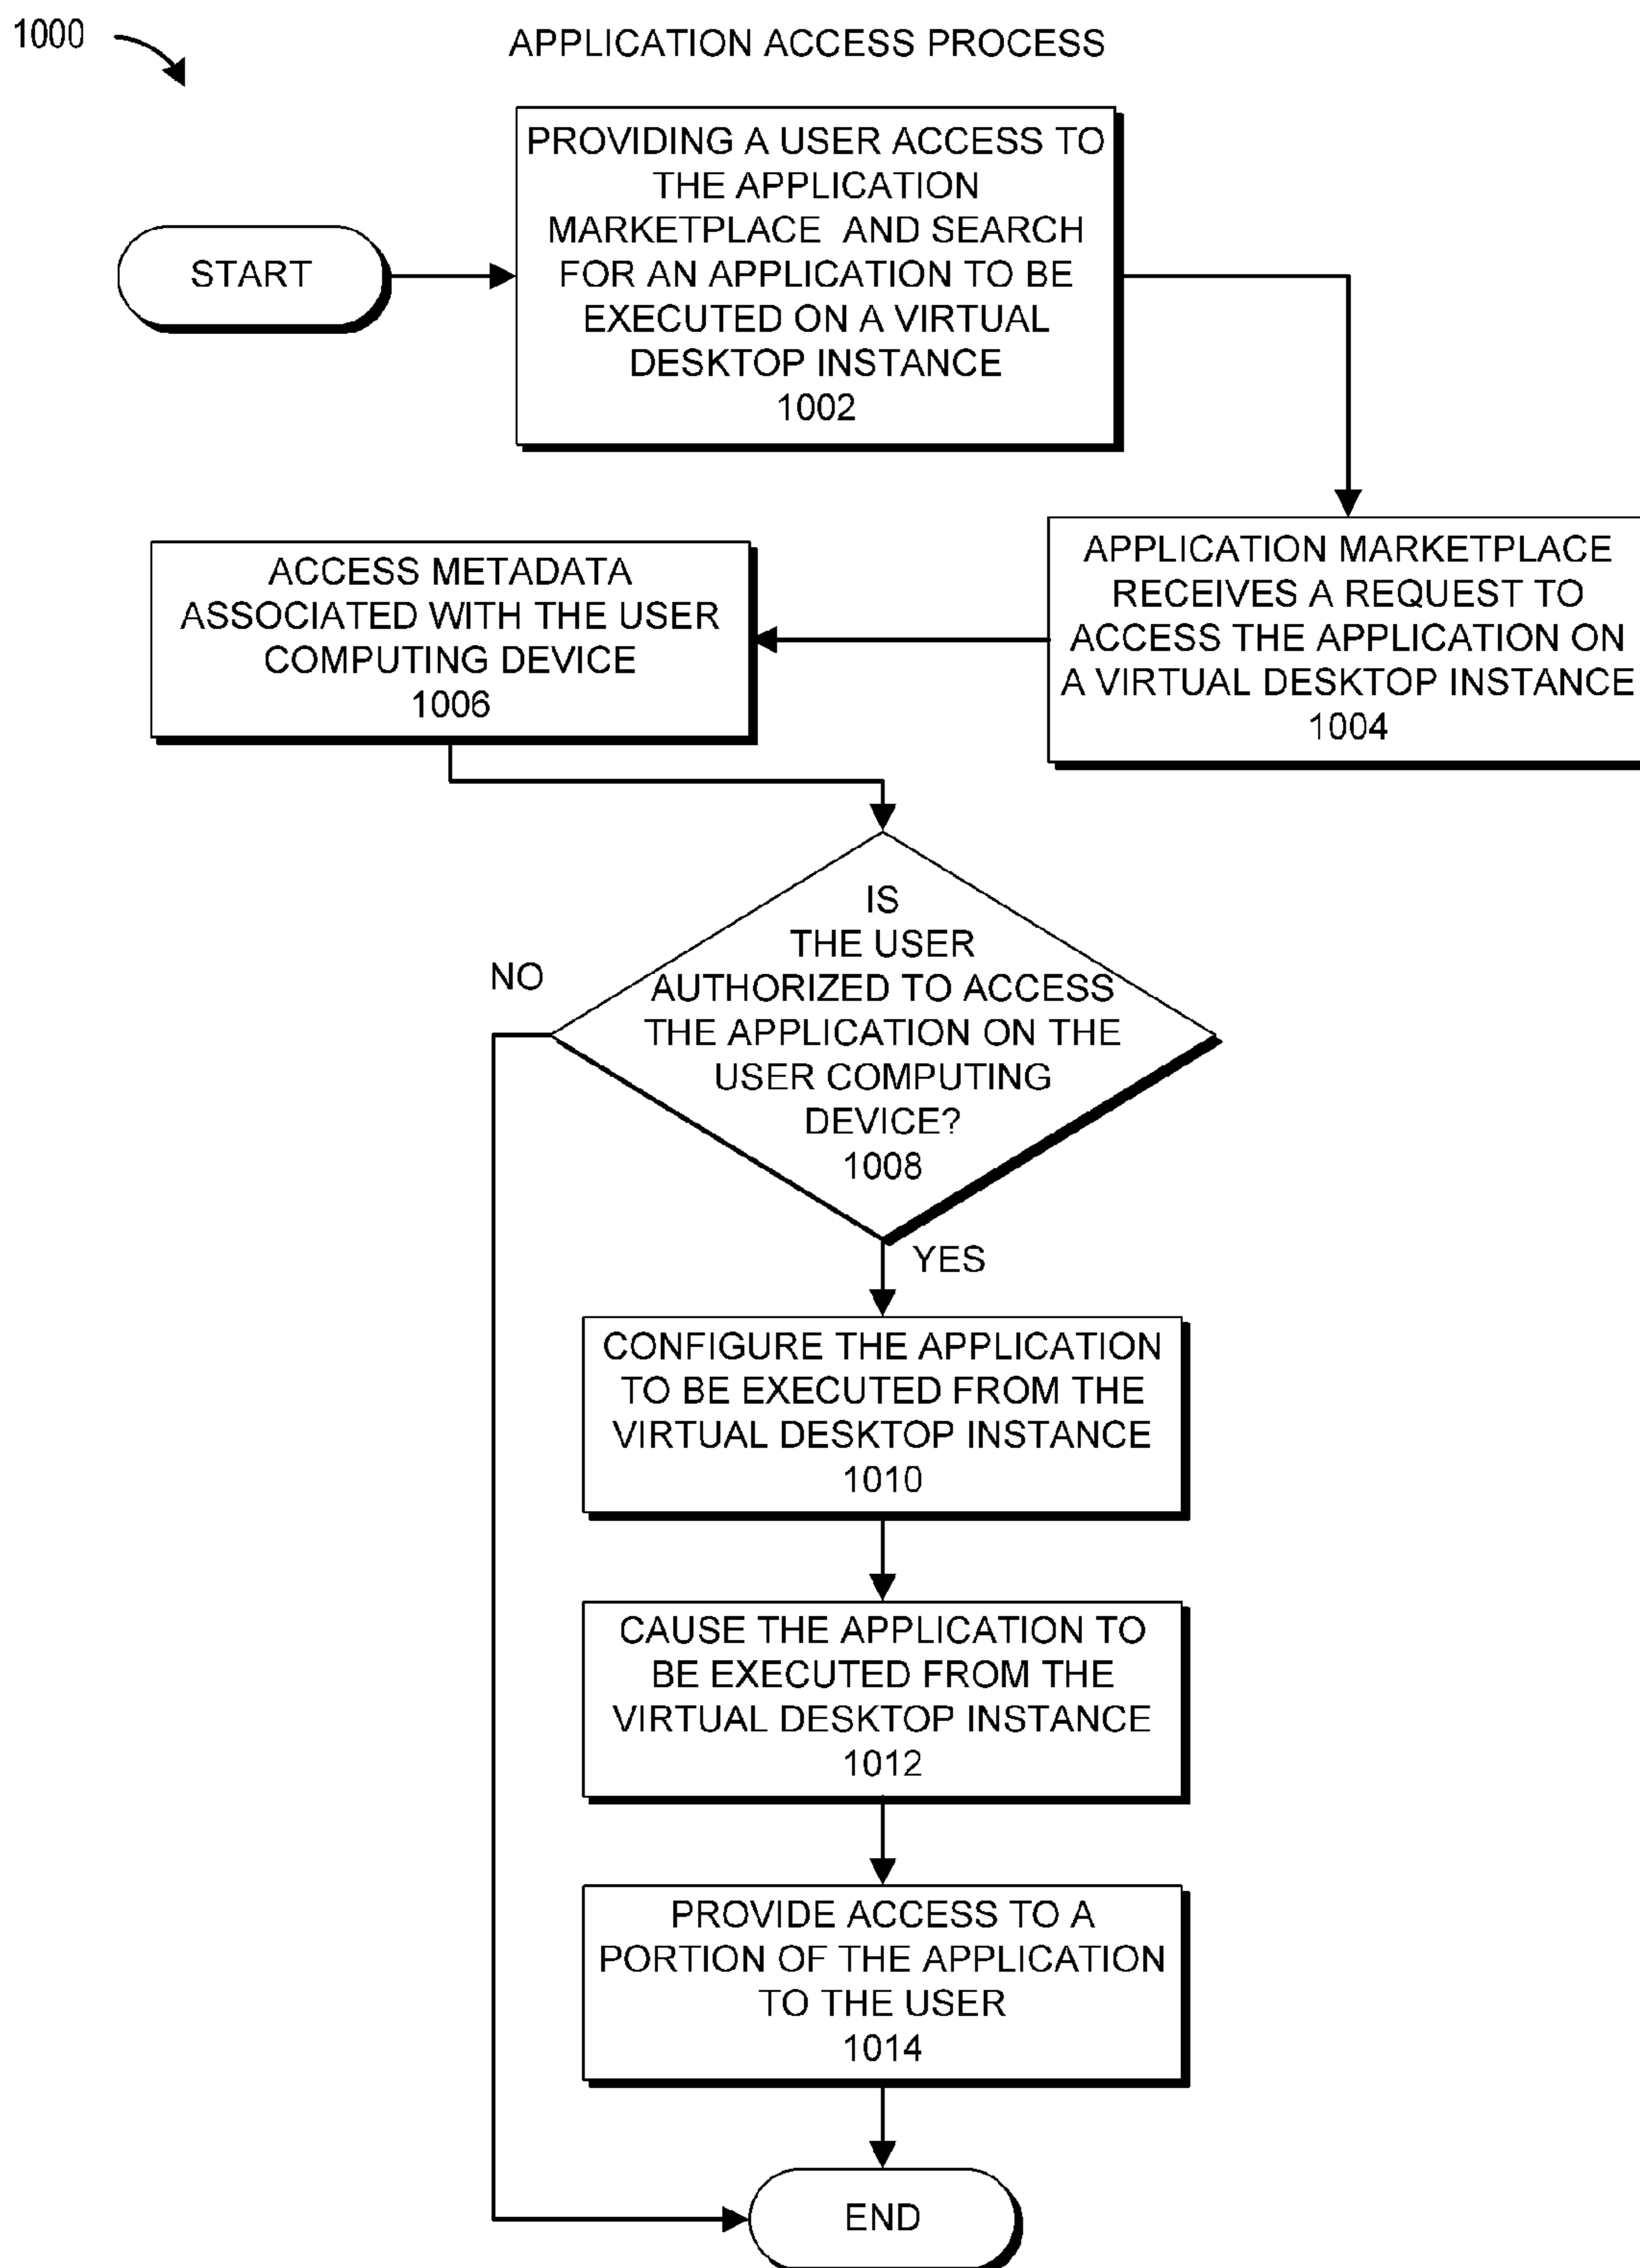 1000
APPLICATION ACCESS PROCESS
START
PROVIDING A USER ACCESS TO
THE APPLICATION
MARKETPLACE AND SEARCH
FOR AN APPLICATION TO BE
EXECUTED ON A VIRTUAL
DESKTOP INSTANCE
1002
APPLICATION MARKETPLACE
RECEIVES A REQUEST TO
ACCESS THE APPLICATION ON
A VIRTUAL DESKTOP INSTANCE
1004
ACCESS METADATA
ASSOCIATED WITH THE USER
COMPUTING DEVICE
1006
IS
THE USER
AUTHORIZED TO ACCESS
THE APPLICATION ON THE
USER COMPUTING
DEVICE?
1008
NO
YES
CONFIGURE THE APPLICATION
TO BE EXECUTED FROM THE
VIRTUAL DESKTOP INSTANCE
1010
CAUSE THE APPLICATION TO
BE EXECUTED FROM THE
VIRTUAL DESKTOP INSTANCE
1012
PROVIDE ACCESS TO A
PORTION OF THE APPLICATION
TO THE USER
1014
END